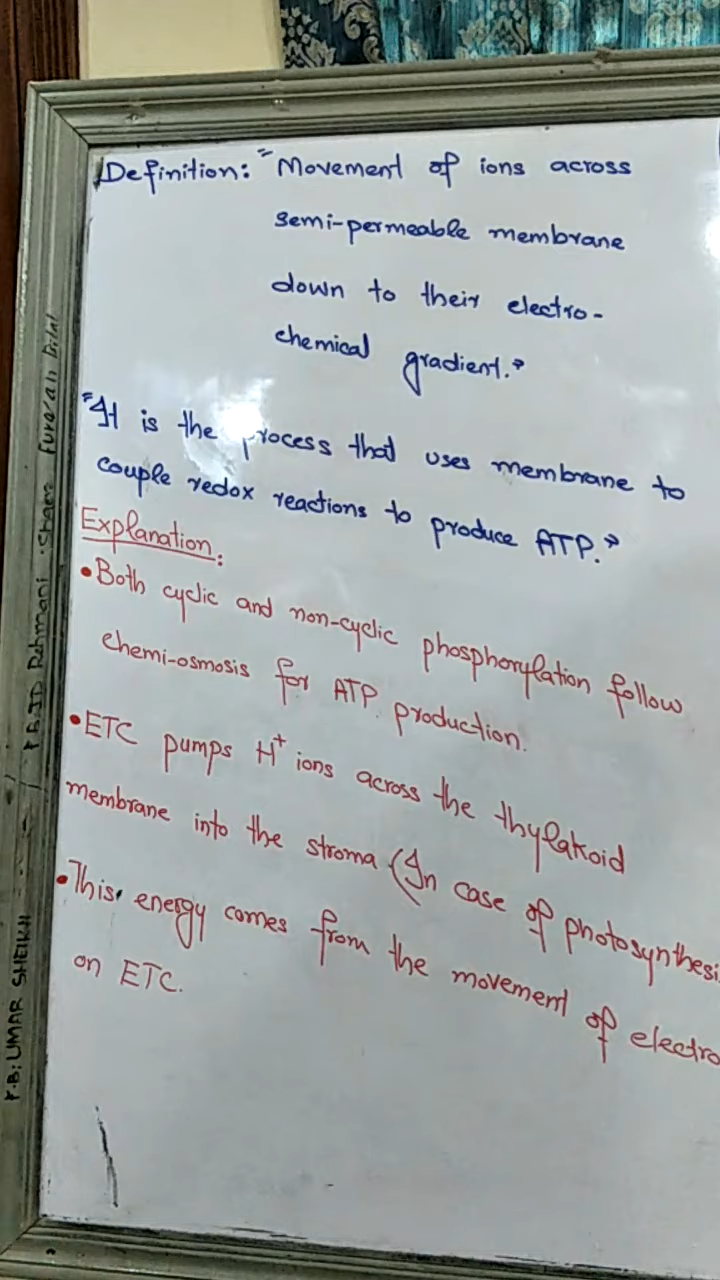 Definition: "Movement of ions across
semi-permeable membrane
down to their electro-
chemical gradient."
"It is the process that uses membrane to
couple redox reactions to produce ATP."
Explanation:
•Both cyclic and non-cyclic phosphorylation follow
chemi-osmosis for ATP production.
•ETC pumps H⁺ ions across the thylakoid
membrane into the stroma (In case of photosynthesis
•This energy comes from the movement of electro
on ETC.
F.B: UMAR SHEIKH
Rehmani